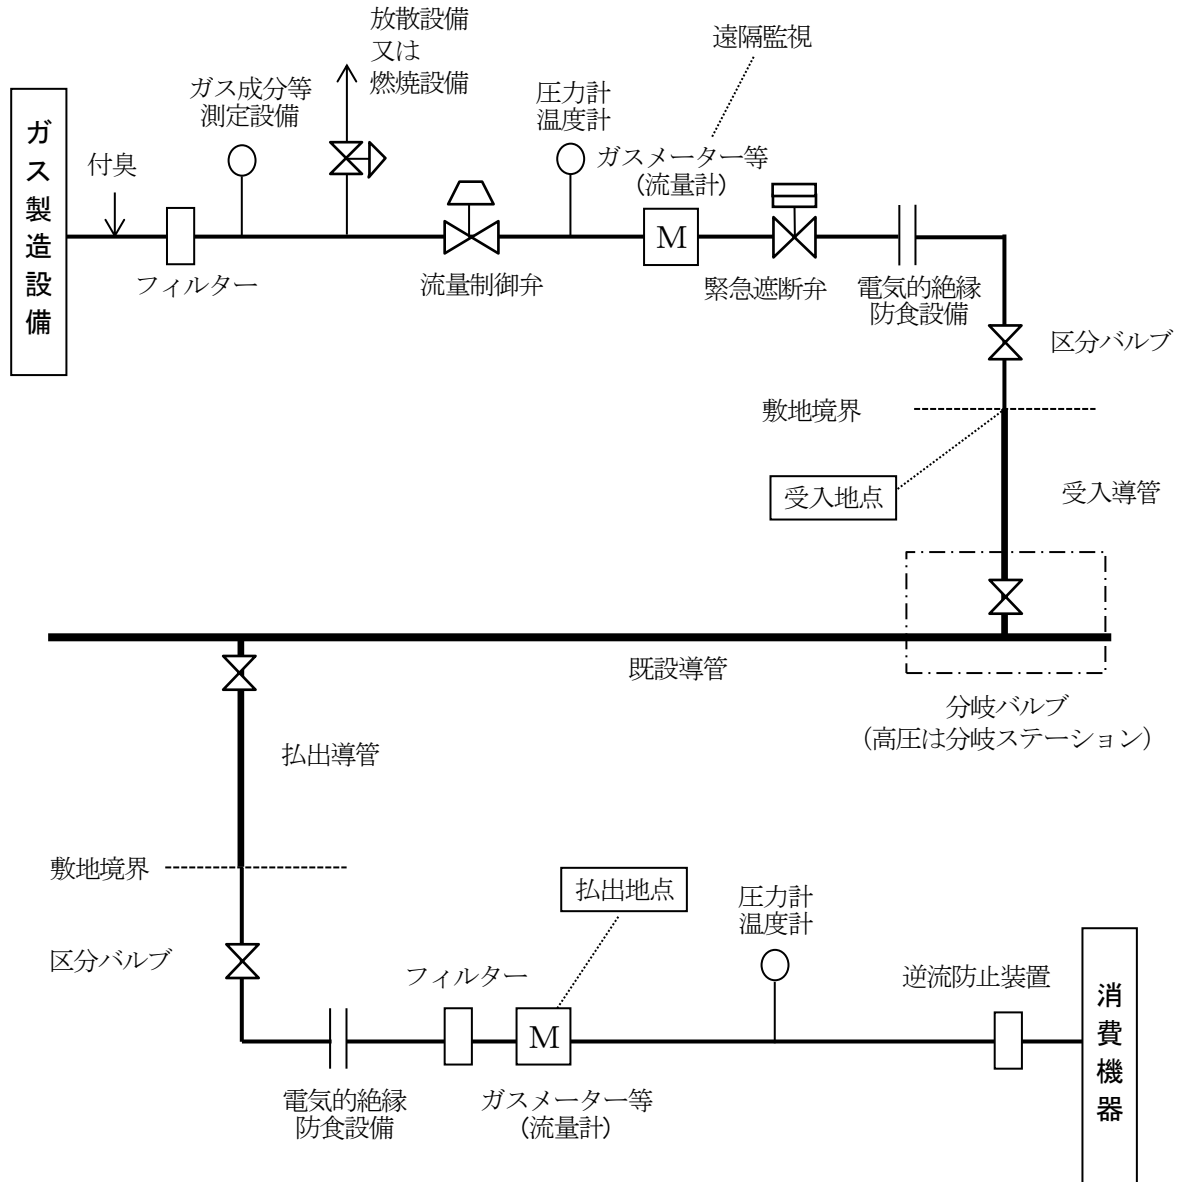 放散設備
又は
燃焼設備
遠隔監視
ガス成分等
測定設備
圧力計
温度計
ガス製造設備
付臭
ガスメーター等
(流量計)
M
フィルター
流量制御弁
緊急遮断弁
電気的絶縁
防食設備
区分バルブ
敷地境界
受入地点
受入導管
既設導管
分岐バルブ
(高圧は分岐ステーション)
払出導管
敷地境界
払出地点
圧力計
温度計
区分バルブ
フィルター
逆流防止装置
M
消費機器
電気的絶縁
防食設備
ガスメーター等
(流量計)